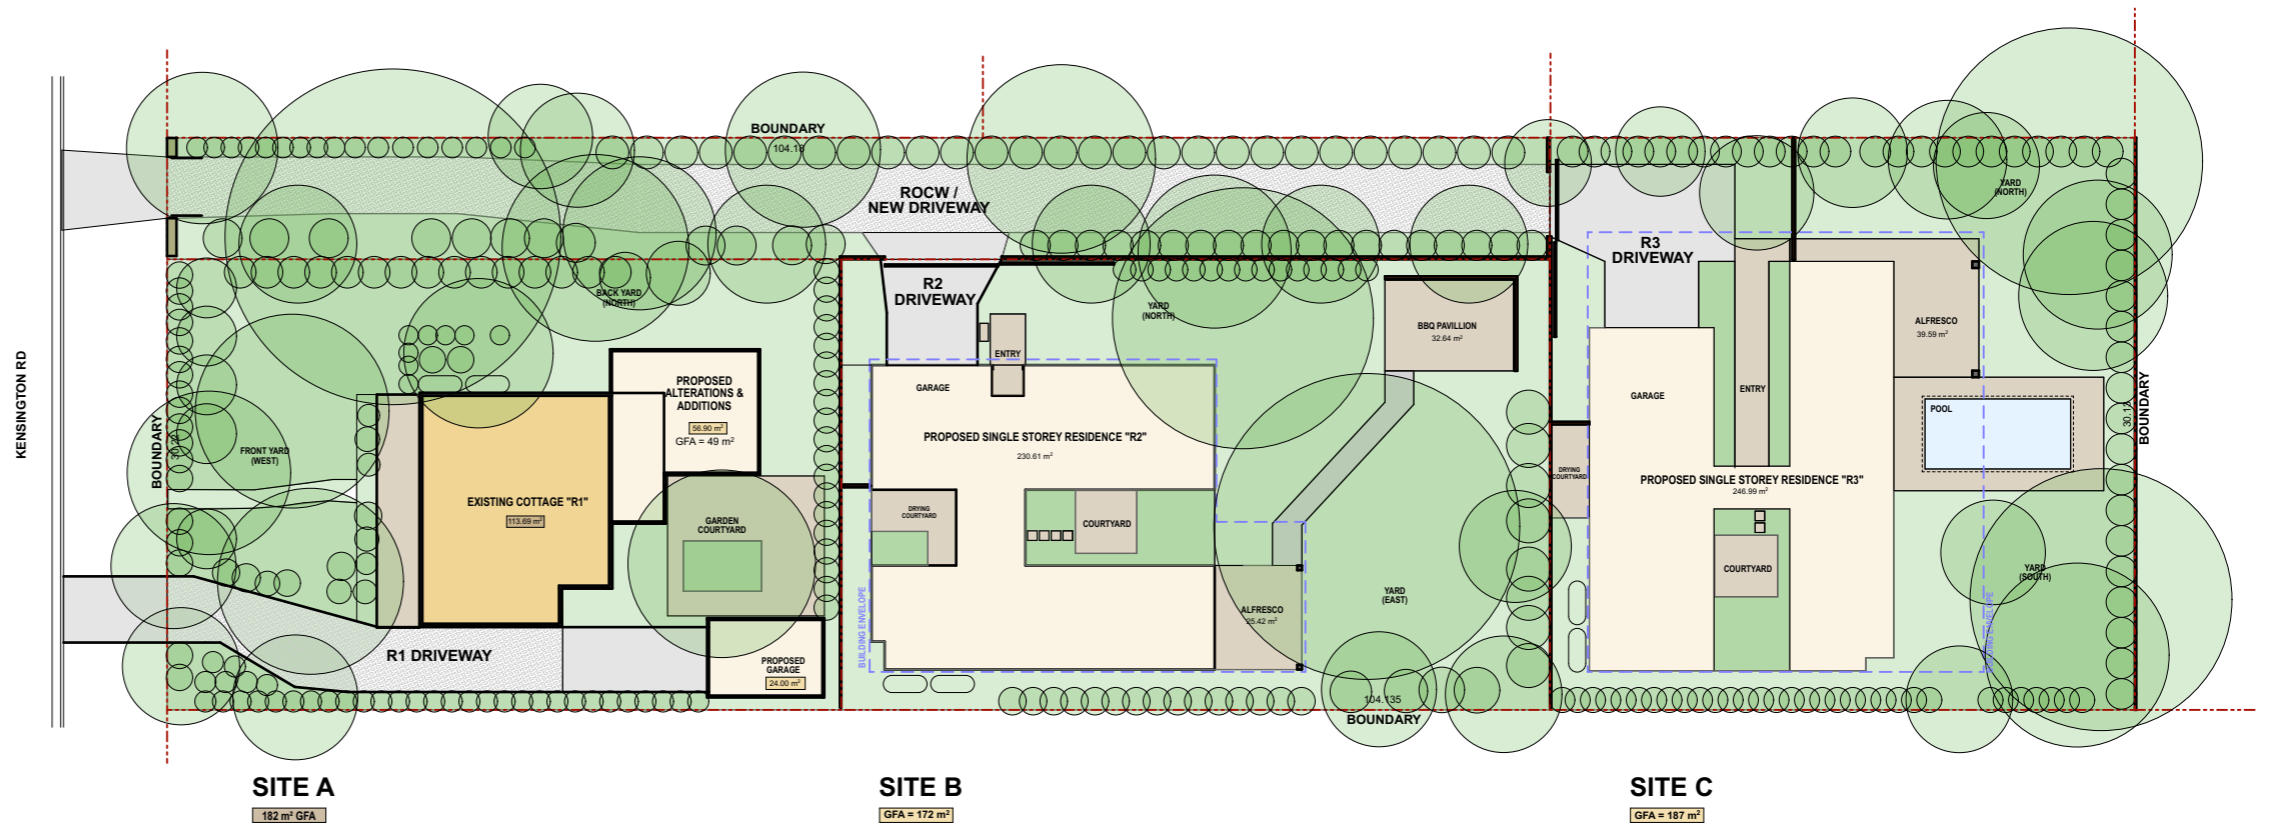 KENSINGTON RD
BOUNDARY
104.18
ROCW /
NEW DRIVEWAY
YARD
(NORTH)
R3
DRIVEWAY
BACK YARD
(NORTH)
R2
DRIVEWAY
YARD
(NORTH)
BBQ PAVILLION
32.64 m²
ALFRESCO
39.59 m²
ENTRY
GARAGE
PROPOSED
ALTERATIONS &
ADDITIONS
56.90 m²
GFA = 49 m²
GARAGE
ENTRY
POOL
BOUNDARY
BOUNDARY
FRONT YARD
(WEST)
PROPOSED SINGLE STOREY RESIDENCE "R2"
230.61 m²
DRYING
COURTYARD
PROPOSED SINGLE STOREY RESIDENCE "R3"
246.99 m²
EXISTING COTTAGE "R1"
113.69 m²
GARDEN
COURTYARD
DRYING
COURTYARD
COURTYARD
COURTYARD
YARD
(SOUTH)
YARD
(EAST)
ALFRESCO
25.42 m²
BUILDING ENVELOPE
BUILDING ENVELOPE
R1 DRIVEWAY
PROPOSED
GARAGE
24.00 m²
104.135
BOUNDARY
SITE A
182 m² GFA
SITE B
GFA = 172 m²
SITE C
GFA = 187 m²